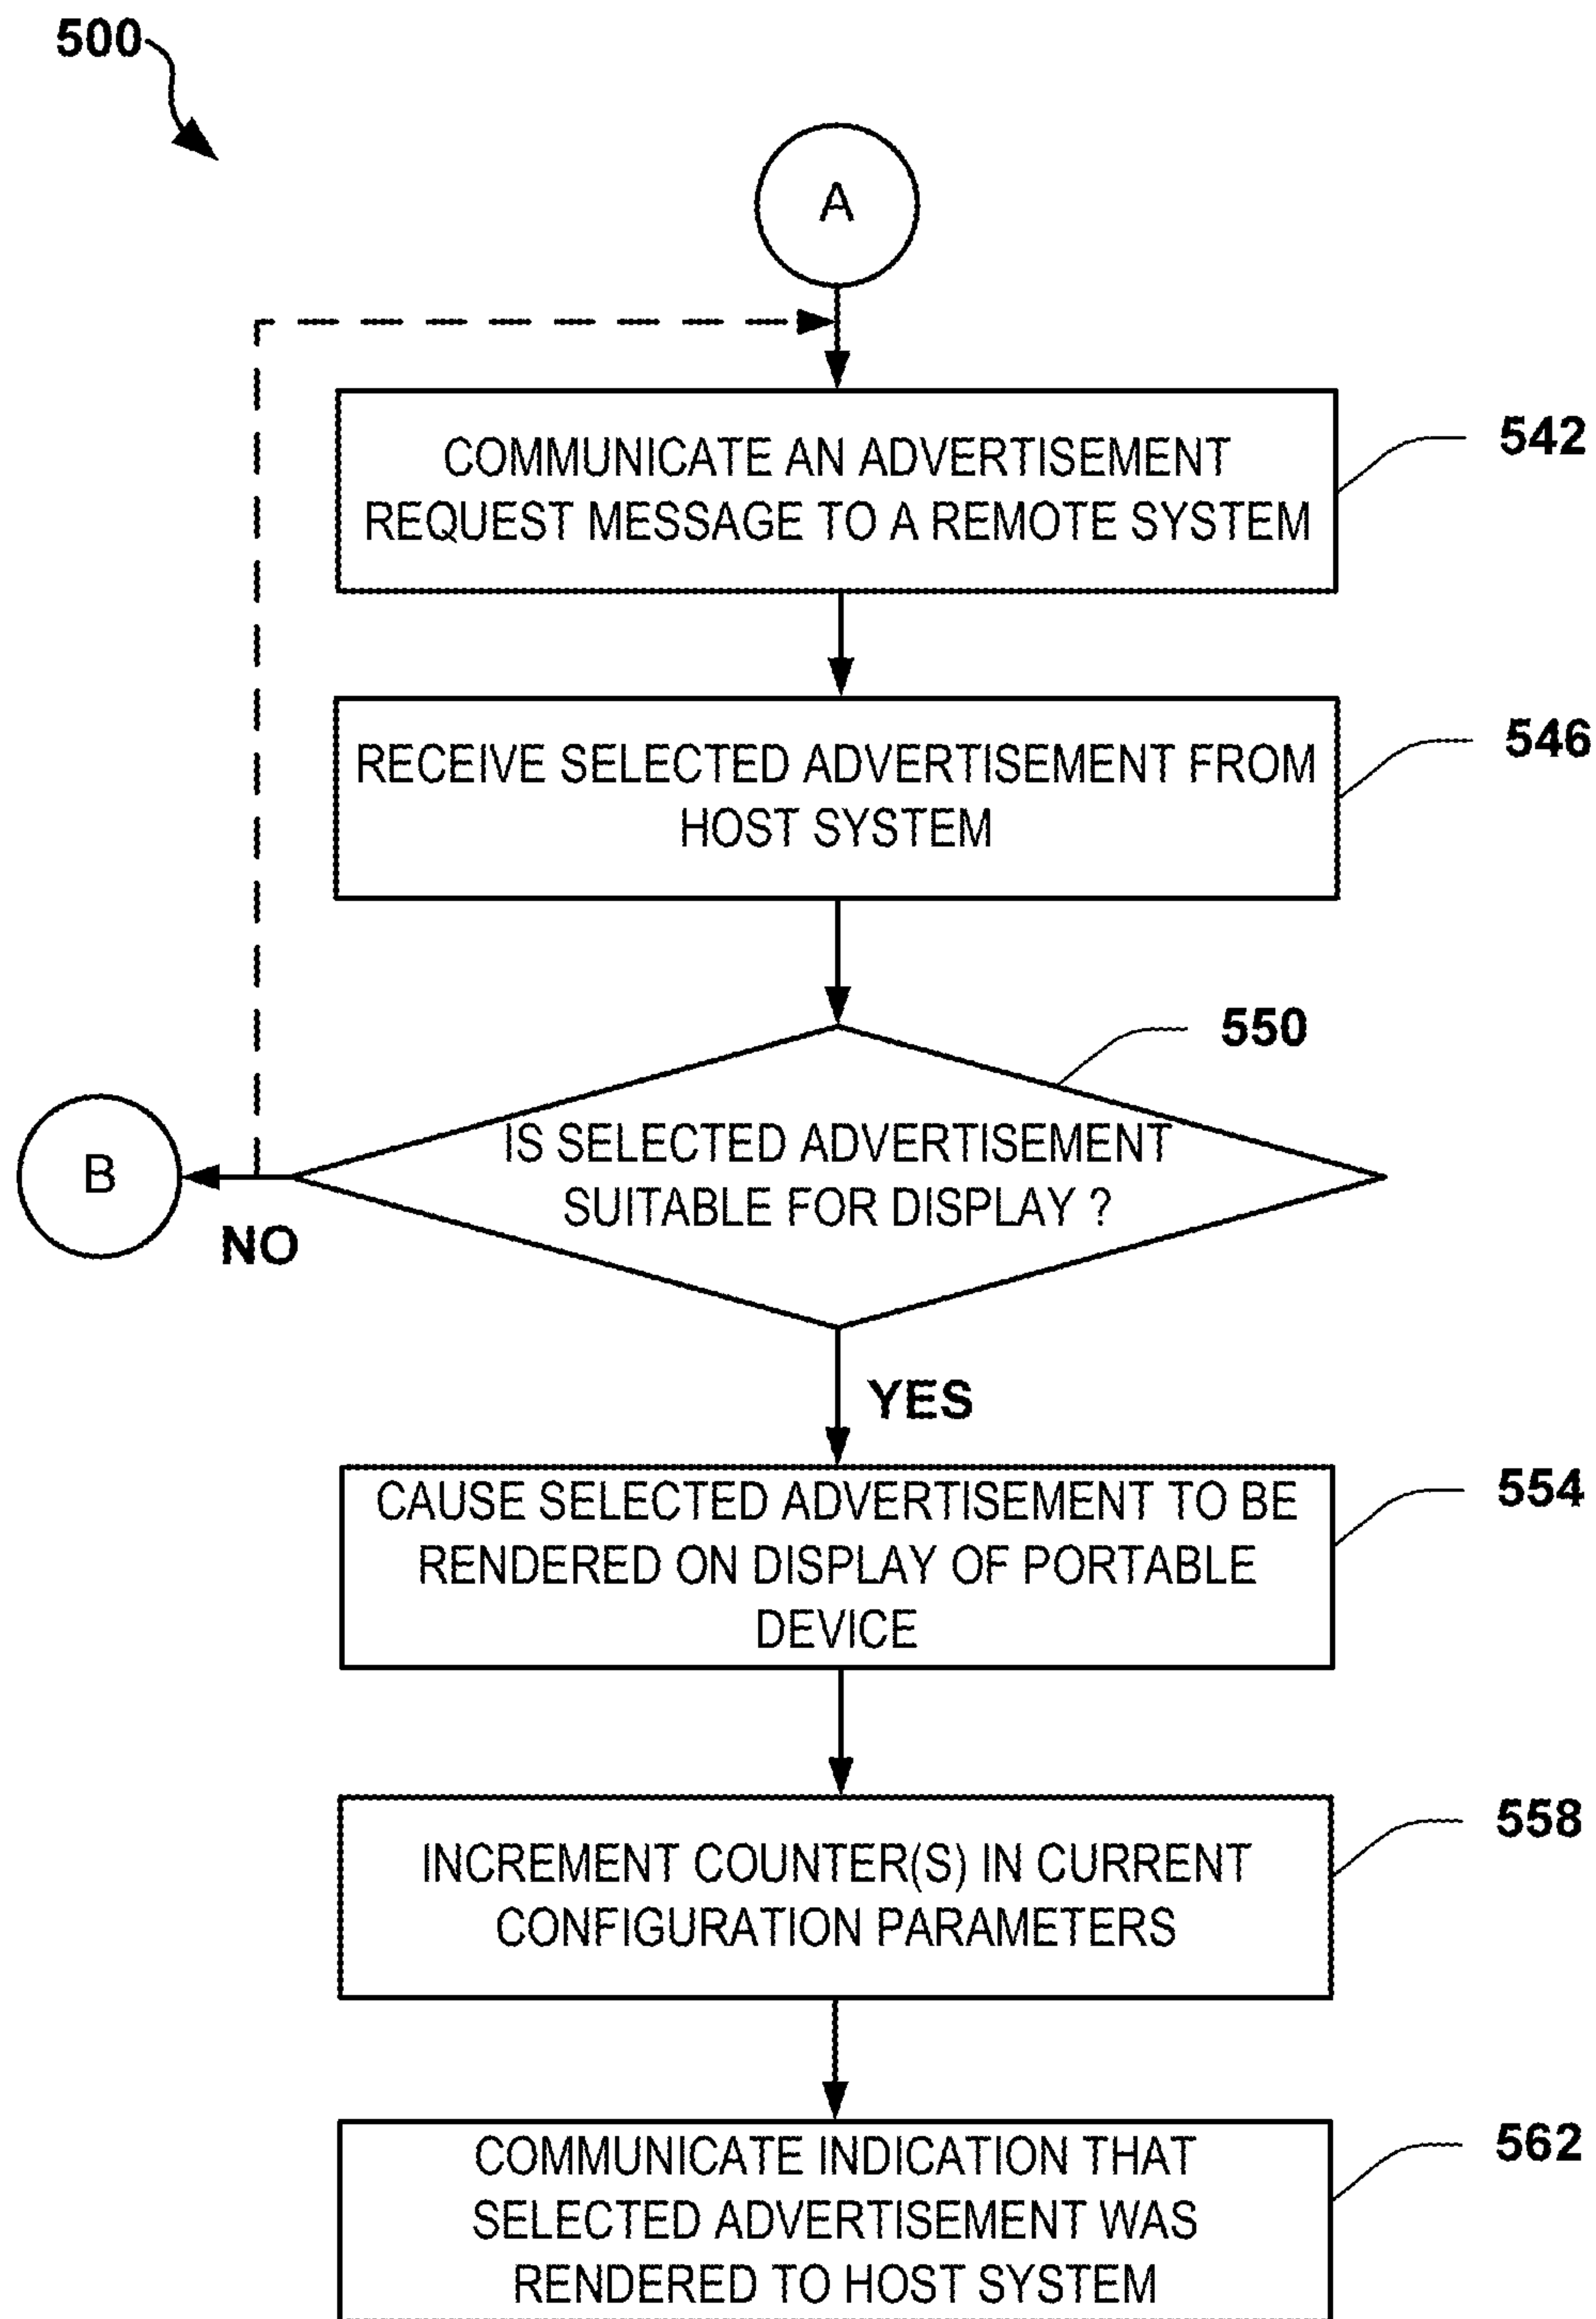 500
A
COMMUNICATE AN ADVERTISEMENT
REQUEST MESSAGE TO A REMOTE SYSTEM
542
RECEIVE SELECTED ADVERTISEMENT FROM
HOST SYSTEM
546
550
IS SELECTED ADVERTISEMENT
SUITABLE FOR DISPLAY ?
B
NO
YES
CAUSE SELECTED ADVERTISEMENT TO BE
RENDERED ON DISPLAY OF PORTABLE
DEVICE
554
INCREMENT COUNTER(S) IN CURRENT
CONFIGURATION PARAMETERS
558
COMMUNICATE INDICATION THAT
SELECTED ADVERTISEMENT WAS
RENDERED TO HOST SYSTEM
562